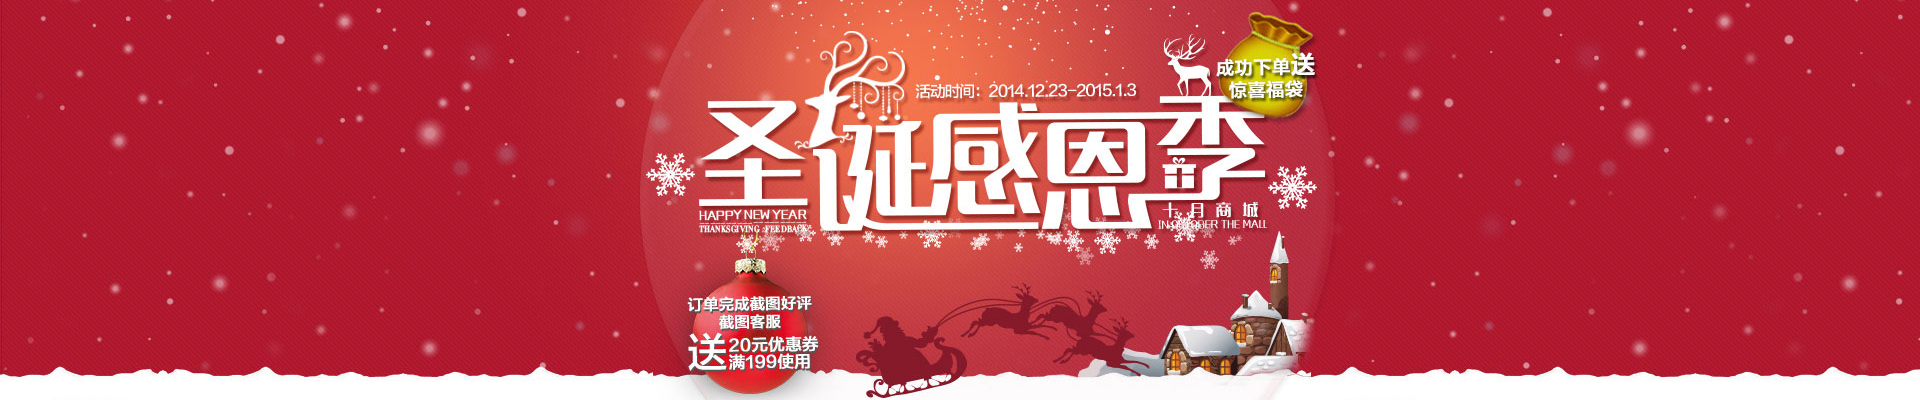 活动时间：2014.12.23-2015.1.3
成功下单送
惊喜福袋
圣诞感恩季
HAPPY NEW YEAR
THANKSGIVING :FEEDBACK
十月商城
IN OCTOBER THE MALL
订单完成截图好评
截图客服
送20元优惠券
满199使用